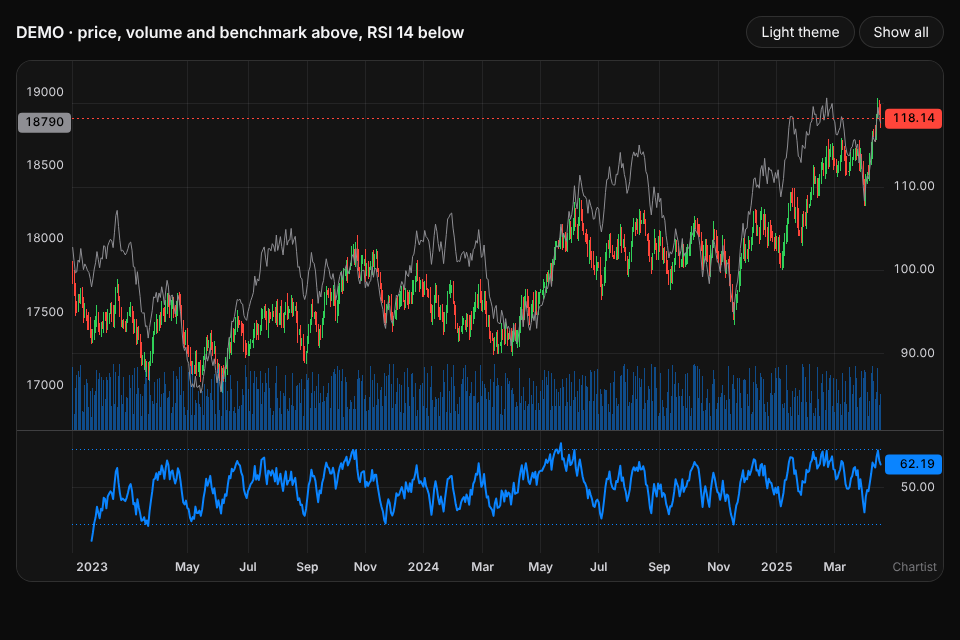 DEMO · price, volume and benchmark above, RSI 14 below
Light theme
Show all
19000
18790
18500
18000
17500
17000
118.14
110.00
100.00
90.00
62.19
50.00
2023 May Jul Sep Nov 2024 Mar May Jul Sep Nov 2025 Mar
Chartist